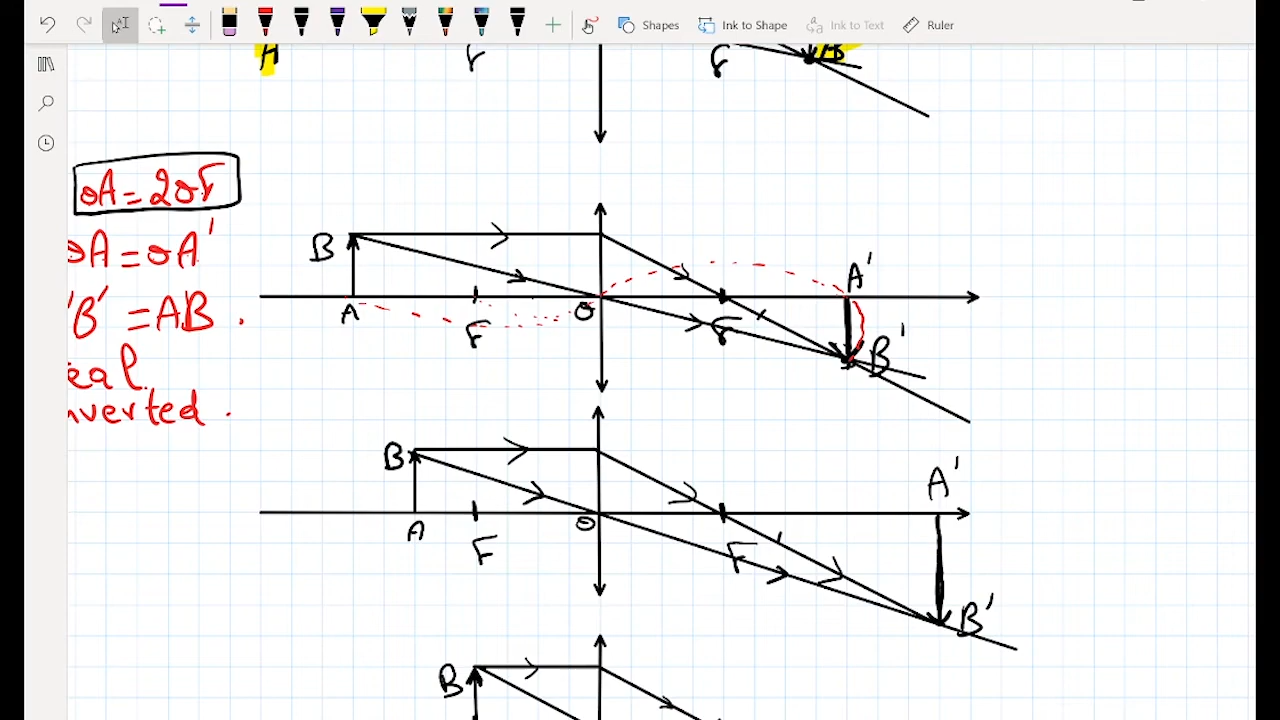 Shapes Ink to Shape Ink to Text Ruler
A F F A B
OA = 2OF
OA = OA'
'B' = AB.
eal
nverted.
B A'
A F O F B'
B A'
A F O F B'
B